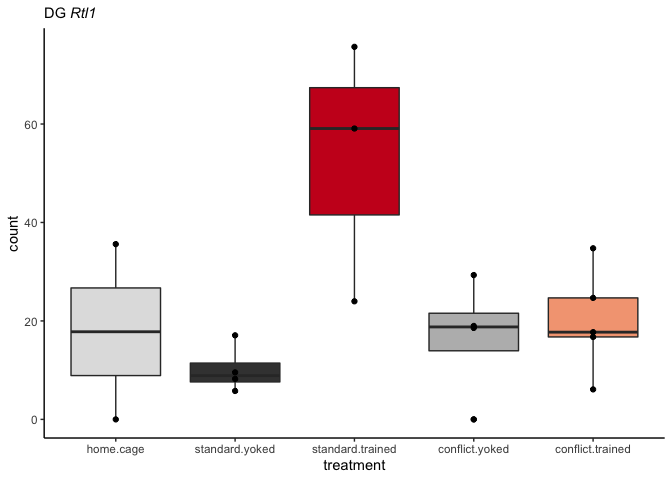 DG Rtl1
count
60
40
20
0
home.cage standard.yoked standard.trained conflict.yoked conflict.trained
treatment